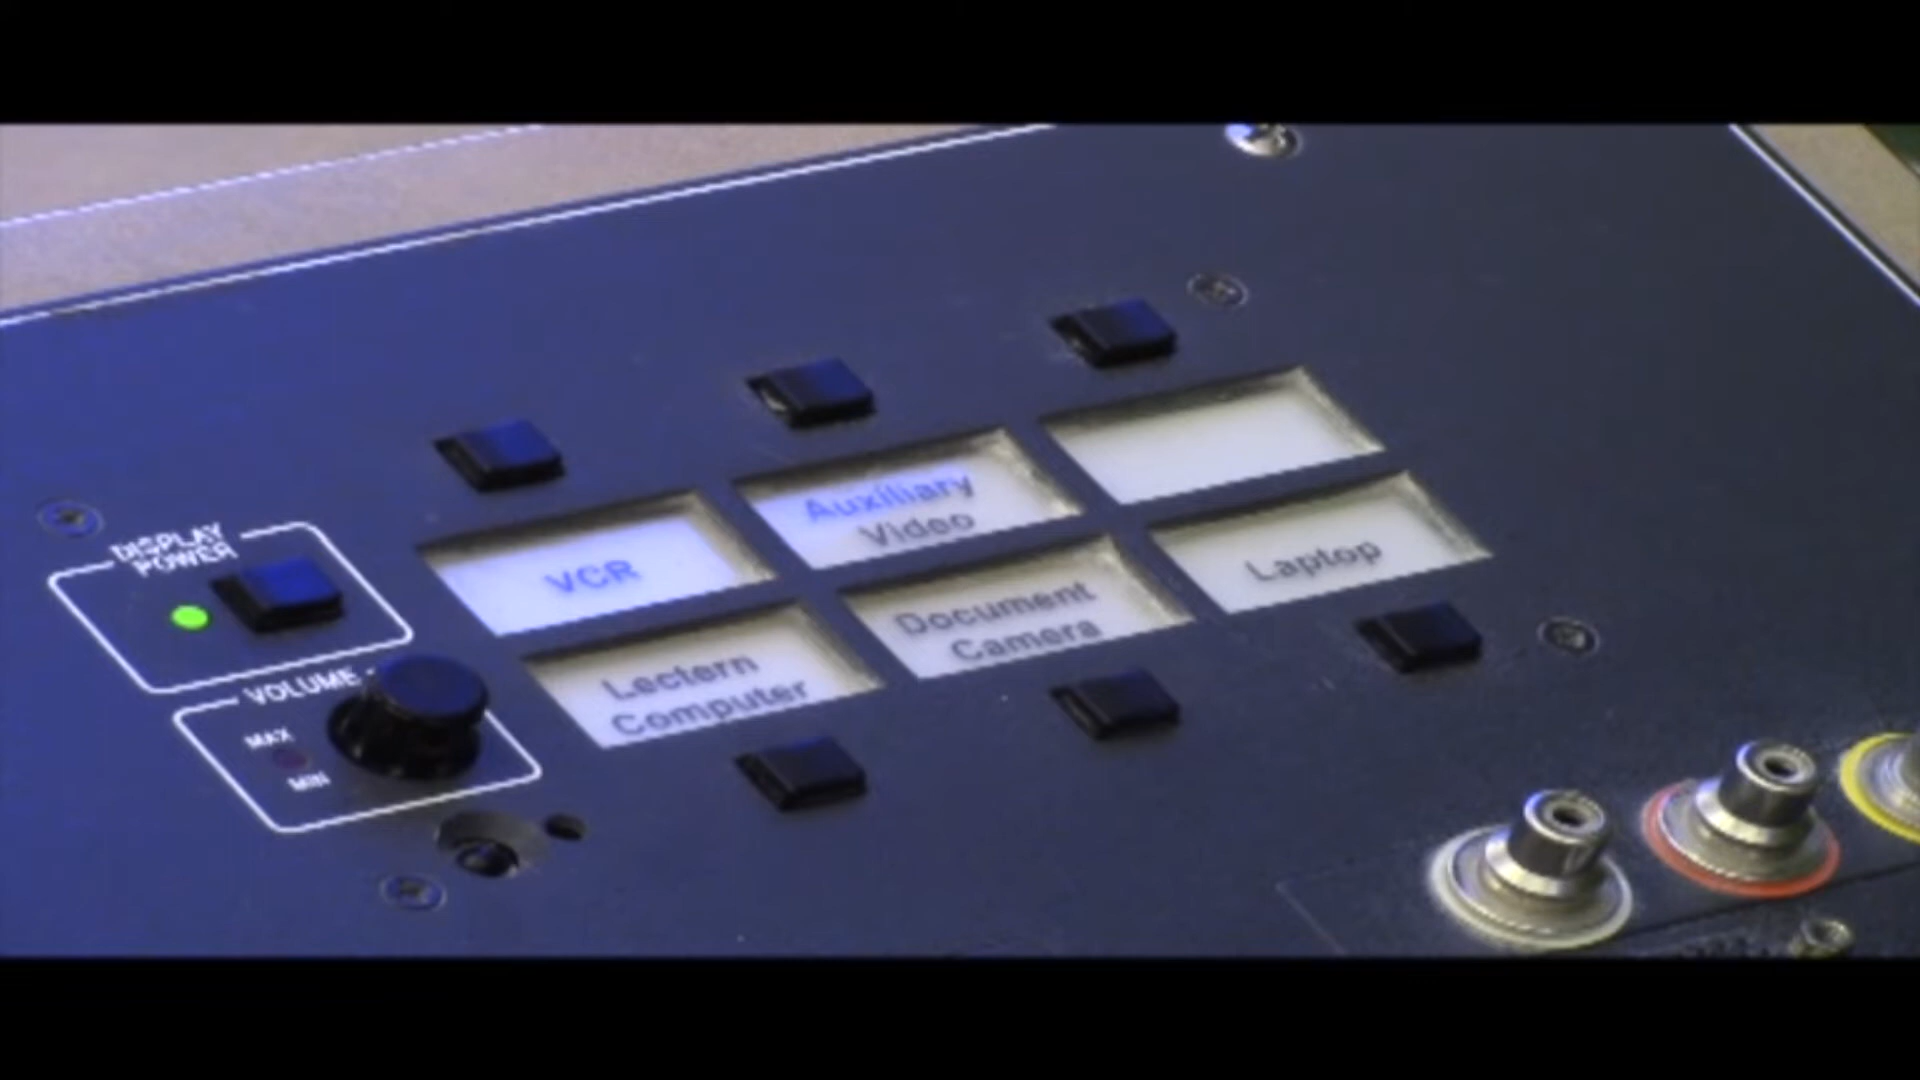 DISPLAY
POWER
VOLUME
MAX
MIN
VCR
Auxiliary
Video
Lectern
Computer
Document
Camera
Laptop